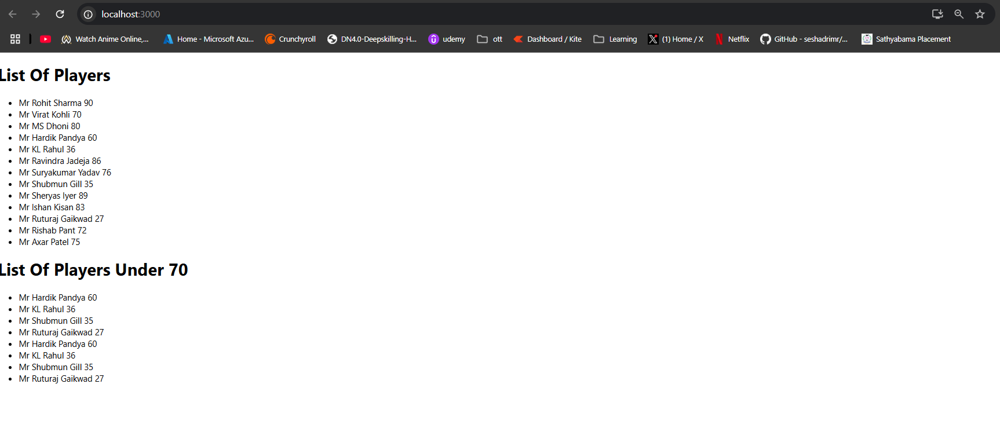 localhost:3000
Watch Anime Online,... Home - Microsoft Azu... Crunchyroll DN4.0-Deepskilling-H... udemy ott Dashboard / Kite Learning (1) Home / X Netflix GitHub - seshadrimr/... Sathyabama Placement
List Of Players
• Mr Rohit Sharma 90
• Mr Virat Kohli 70
• Mr MS Dhoni 80
• Mr Hardik Pandya 60
• Mr KL Rahul 36
• Mr Ravindra Jadeja 86
• Mr Suryakumar Yadav 76
• Mr Shubmun Gill 35
• Mr Sheryas Iyer 89
• Mr Ishan Kisan 83
• Mr Ruturaj Gaikwad 27
• Mr Rishab Pant 72
• Mr Axar Patel 75
List Of Players Under 70
• Mr Hardik Pandya 60
• Mr KL Rahul 36
• Mr Shubmun Gill 35
• Mr Ruturaj Gaikwad 27
• Mr Hardik Pandya 60
• Mr KL Rahul 36
• Mr Shubmun Gill 35
• Mr Ruturaj Gaikwad 27